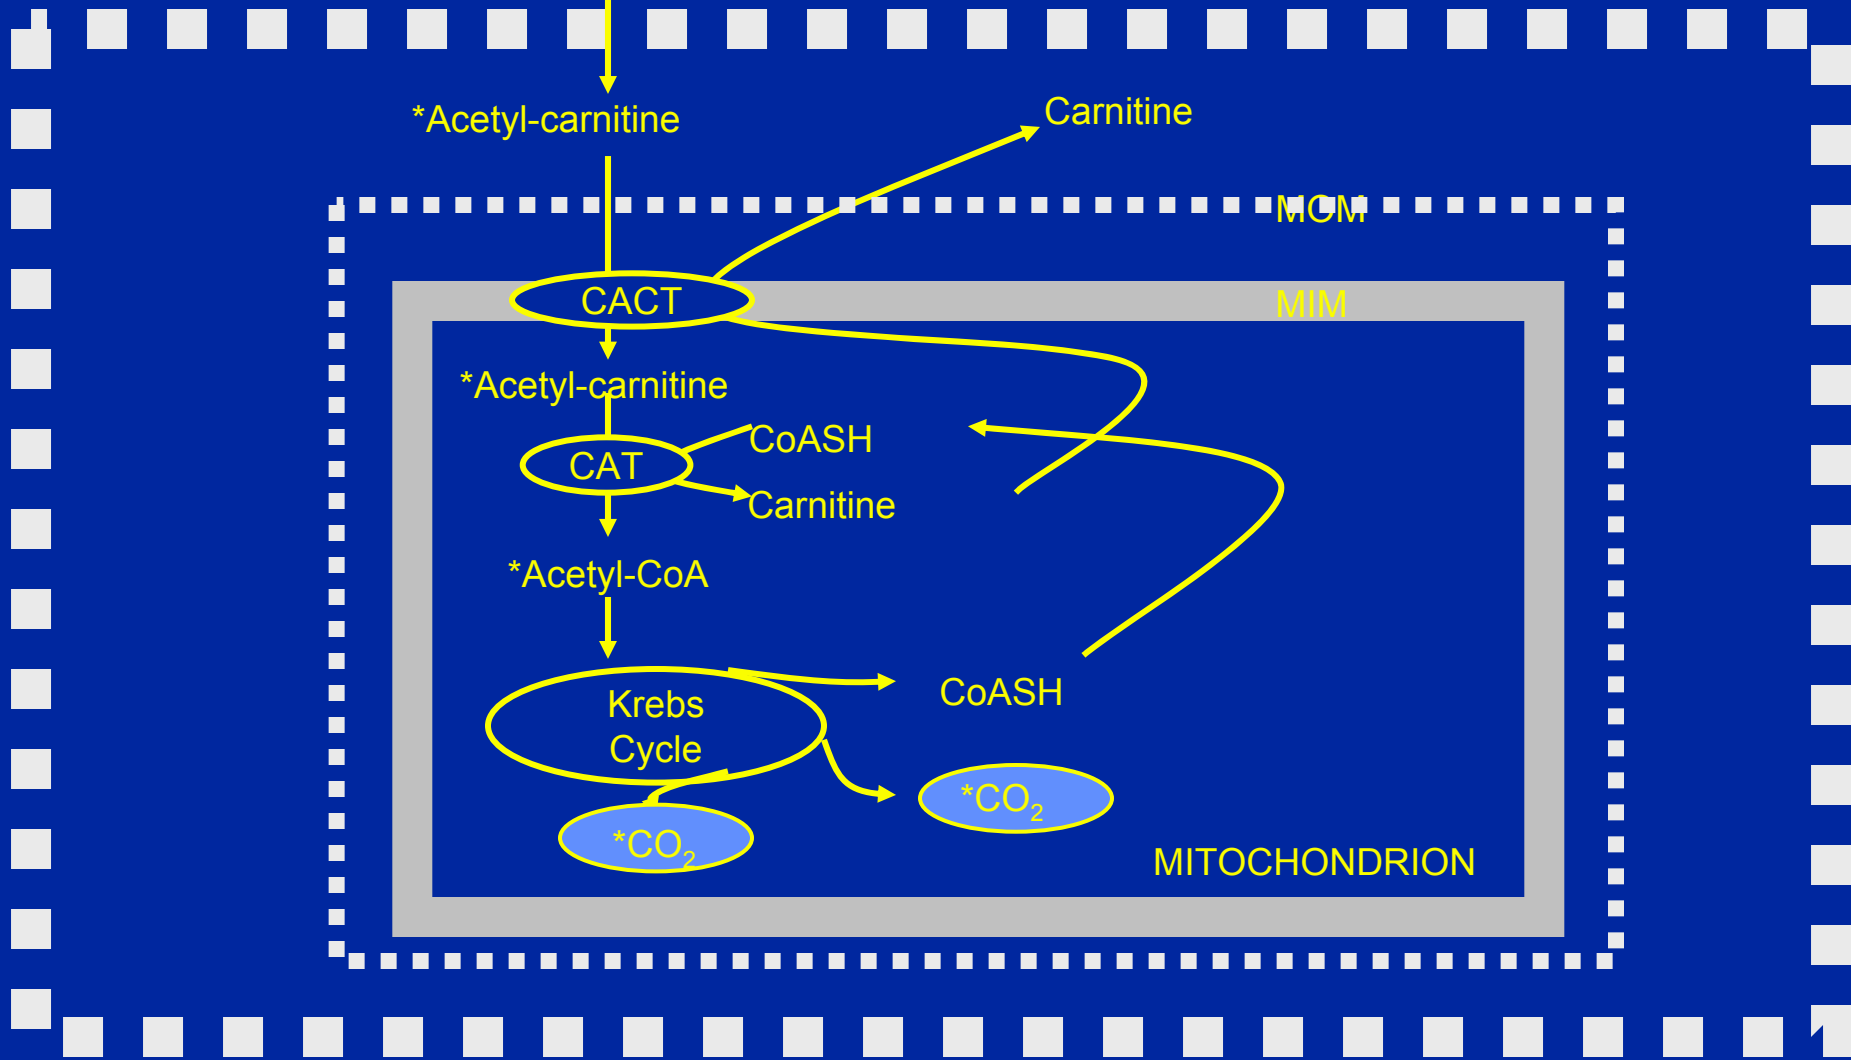 *Acetyl-carnitine
Carnitine
MOM
CACT
MIM
*Acetyl-carnitine
CoASH
CAT
Carnitine
*Acetyl-CoA
CoASH
Krebs
Cycle
*CO₂
*CO₂
MITOCHONDRION